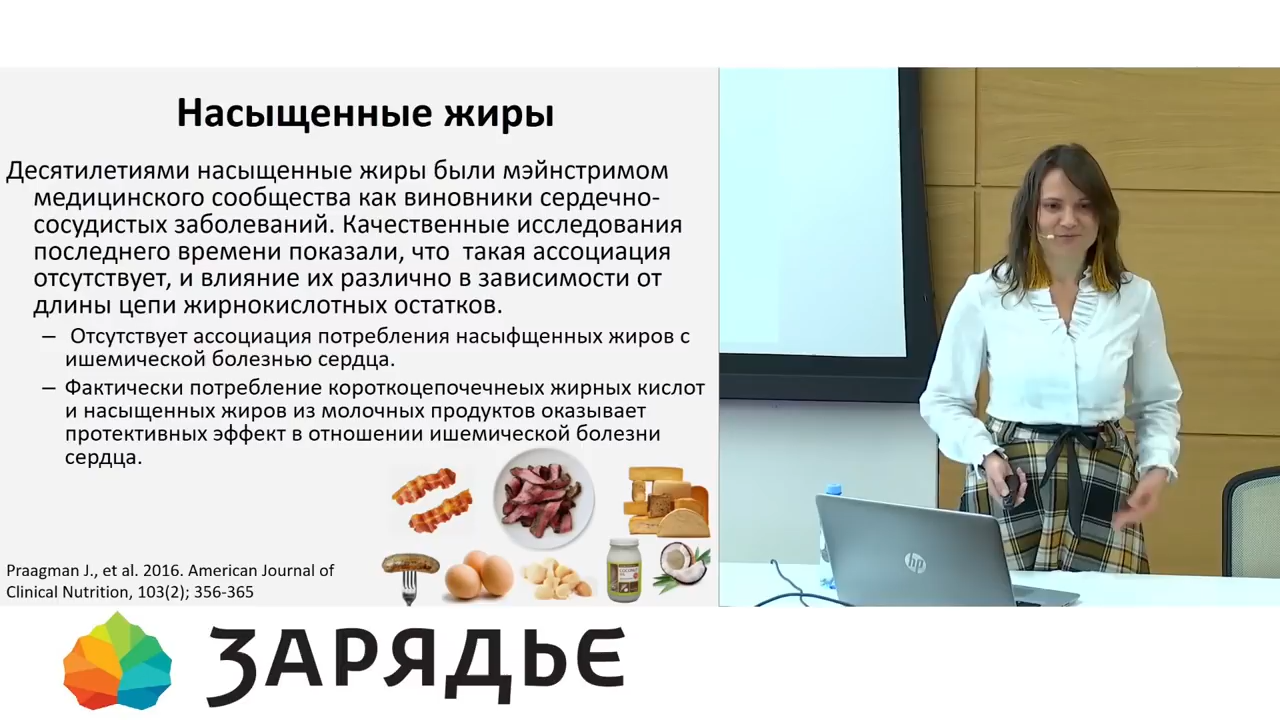 Насыщенные жиры
Десятилетиями насыщенные жиры были мэйнстримом
медицинского сообщества как виновники сердечно-
сосудистых заболеваний. Качественные исследования
последнего времени показали, что такая ассоциация
отсутствует, и влияние их различно в зависимости от
длины цепи жирнокислотных остатков.
– Отсутствует ассоциация потребления насыфщенных жиров с
ишемической болезнью сердца.
– Фактически потребление короткоцепочечнеых жирных кислот
и насыщенных жиров из молочных продуктов оказывает
протективных эффект в отношении ишемической болезни
сердца.
Praagman J., et al. 2016. American Journal of
Clinical Nutrition, 103(2); 356-365
COCONUT
hp
ЗАРЯДЬЕ